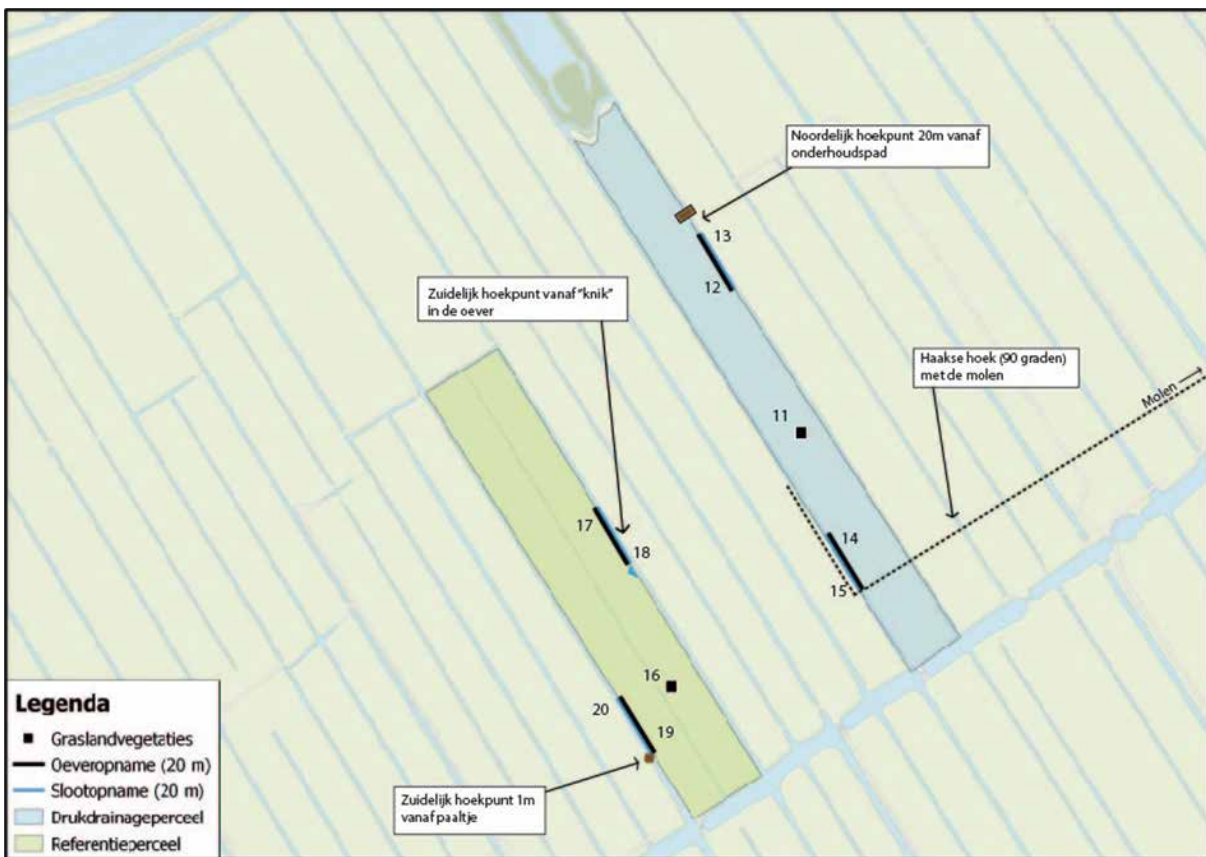 Noordelijk hoekpunt 20m vanaf
onderhoudspad
13
12
Zuidelijk hoekpunt vanaf "knik"
in de oever
Haakse hoek (90 graden)
met de molen
Molen
11
17
18
14
15
16
20
19
Zuidelijk hoekpunt 1m
vanaf paaltje
Legenda
Graslandvegetaties
Oeveropname (20 m)
Slootopname (20 m)
Drukdrainageperceel
Referentieperceel